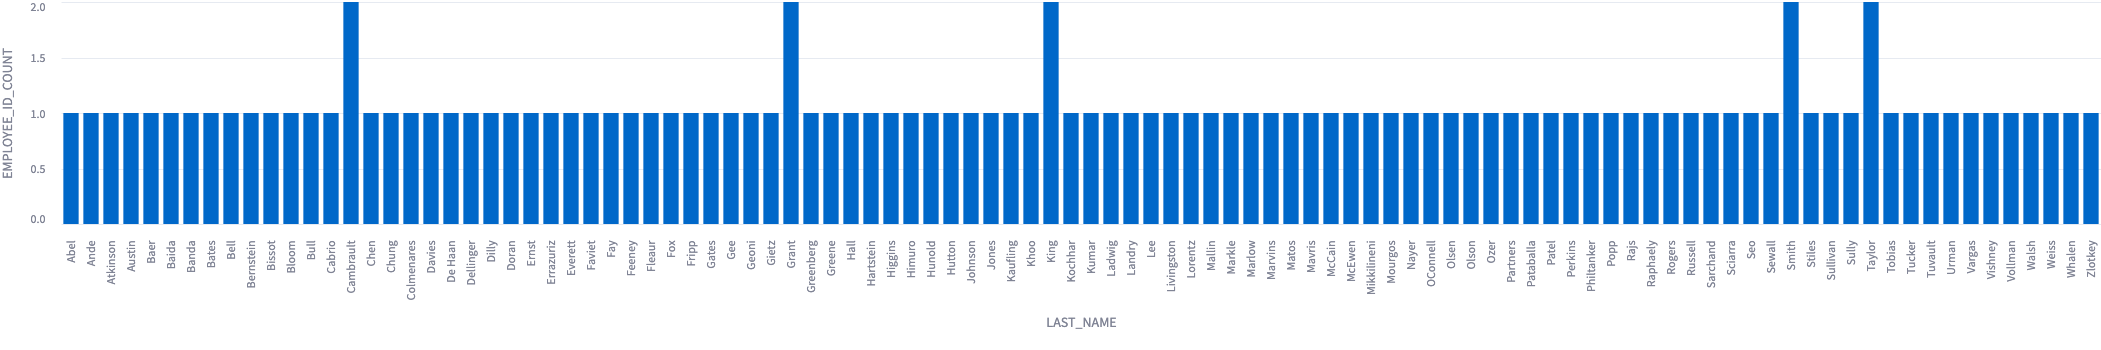 EMPLOYEE_ID_COUNT
2.0
1.5
1.0
0.5
0.0
Abel
Ande
Atkinson
Austin
Baer
Baida
Banda
Bates
Bell
Bernstein
Bissot
Bloom
Bull
Cabrio
Cambrault
Chen
Chung
Colmenares
Davies
De Haan
Dellinger
Dilly
Doran
Ernst
Errazuriz
Everett
Faviet
Fay
Feeney
Fleaur
Fox
Fripp
Gates
Gee
Geoni
Gietz
Grant
Greenberg
Greene
Hall
Hartstein
Higgins
Himuro
Hunold
Hutton
Johnson
Jones
Kaufling
Khoo
King
Kochhar
Kumar
Ladwig
Landry
Lee
Livingston
Lorentz
Mallin
Markle
Marlow
Marvins
Matos
Mavris
McCain
McEwen
Mikkilineni
Mourgos
Nayer
OConnell
Olsen
Olson
Ozer
Partners
Pataballa
Patel
Perkins
Philtanker
Popp
Rajs
Raphaely
Rogers
Russell
Sarchand
Sciarra
Seo
Sewall
Smith
Stiles
Sullivan
Sully
Taylor
Tobias
Tucker
Tuvault
Urman
Vargas
Vishney
Vollman
Walsh
Weiss
Whalen
Zlotkey
LAST_NAME